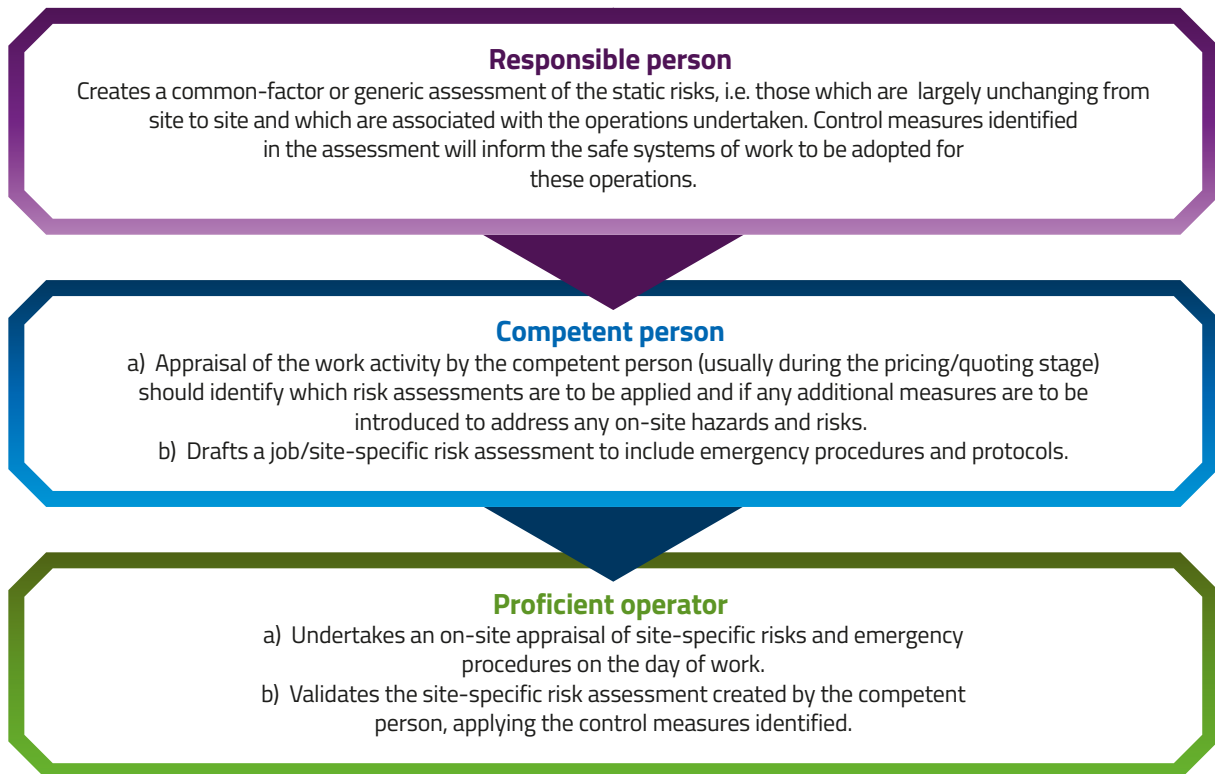 Responsible person
Creates a common-factor or generic assessment of the static risks, i.e. those which are largely unchanging from
site to site and which are associated with the operations undertaken. Control measures identified
in the assessment will inform the safe systems of work to be adopted for
these operations.
Competent person
a) Appraisal of the work activity by the competent person (usually during the pricing/quoting stage)
should identify which risk assessments are to be applied and if any additional measures are to be
introduced to address any on-site hazards and risks.
b) Drafts a job/site-specific risk assessment to include emergency procedures and protocols.
Proficient operator
a) Undertakes an on-site appraisal of site-specific risks and emergency
procedures on the day of work.
b) Validates the site-specific risk assessment created by the competent
person, applying the control measures identified.